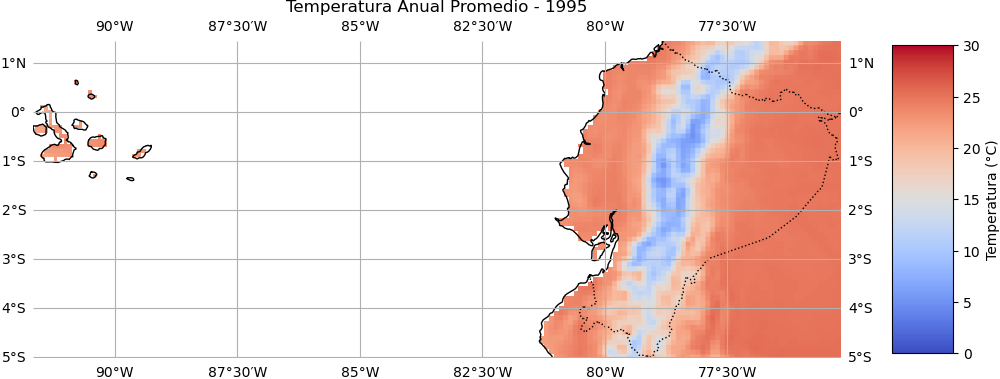 Temperatura Anual Promedio - 1995
90°W 87°30′W 85°W 82°30′W 80°W 77°30′W
1°N 1°N 30
0° 0° 25
1°S 1°S 20
2°S 2°S 15
3°S 3°S 10
4°S 4°S 5
5°S 5°S 0
90°W 87°30′W 85°W 82°30′W 80°W 77°30′W
Temperatura (°C)